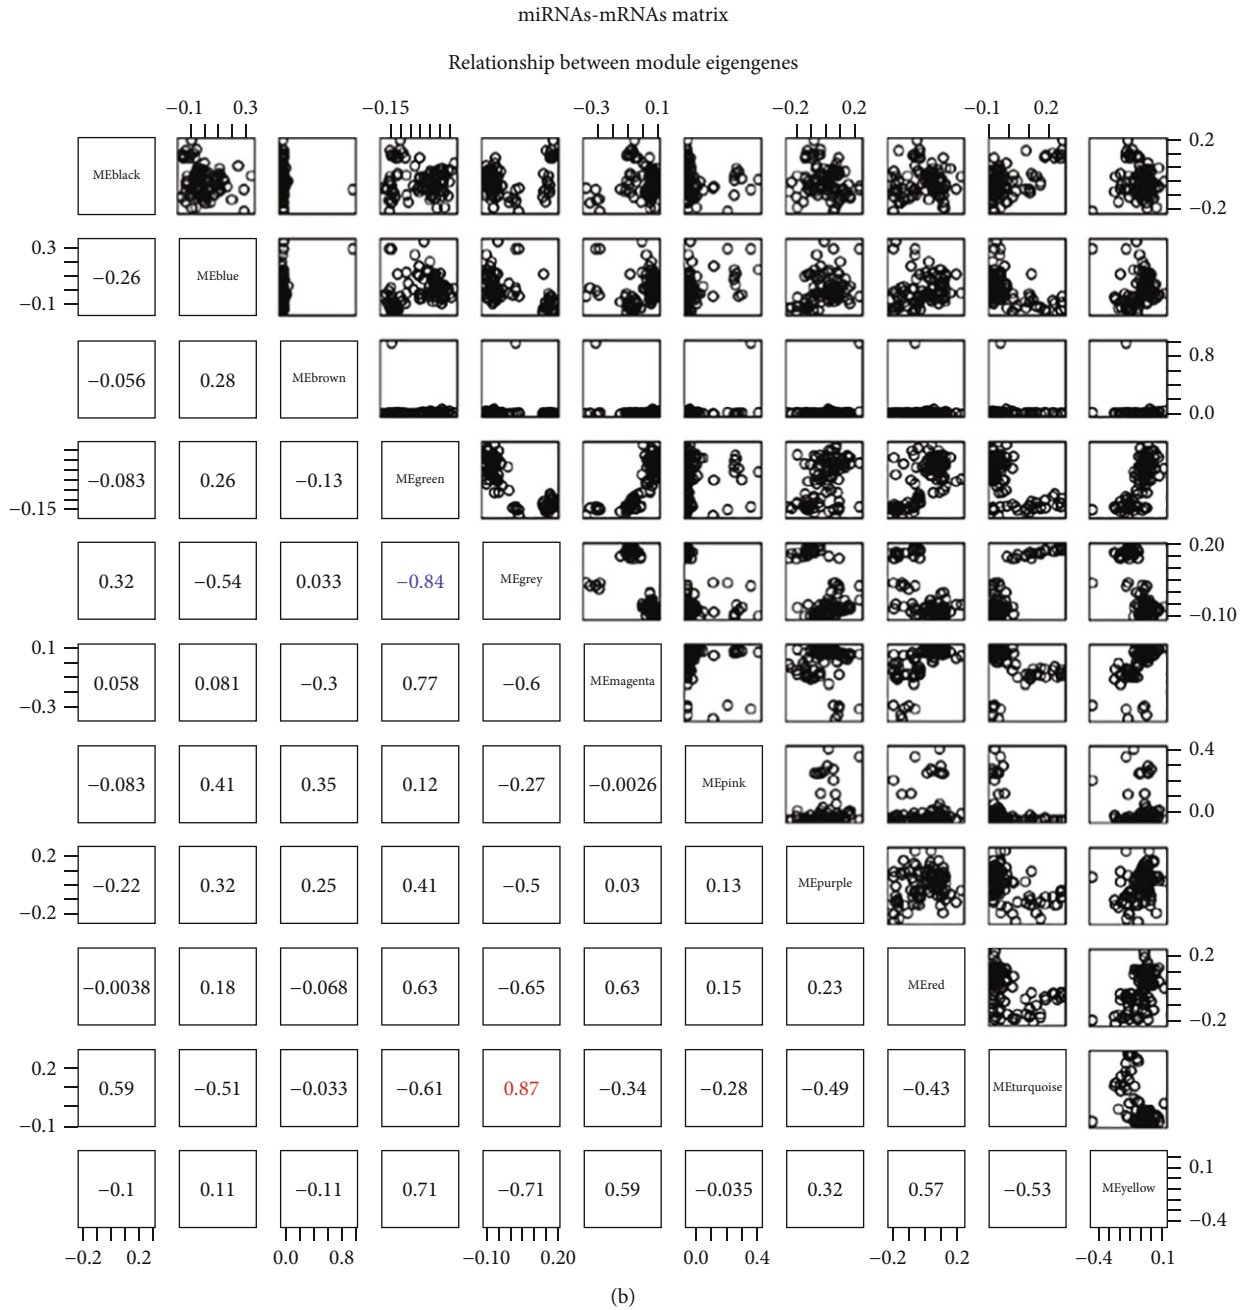 miRNAs-mRNAs matrix
Relationship between module eigengenes
−0.1 0.3 −0.15 −0.3 0.1 −0.2 0.2 −0.1 0.2
MEblack 0.2
−0.2
0.3
−0.26 MEblue
−0.1
−0.056 0.28 MEbrown 0.8
0.0
−0.083 0.26 −0.13 MEgreen
−0.15
0.32 −0.54 0.033 −0.84 MEgrey 0.20
−0.10
0.1
0.058 0.081 −0.3 0.77 −0.6 MEmagenta
−0.3
−0.083 0.41 0.35 0.12 −0.27 −0.0026 MEpink 0.4
0.0
0.2
−0.22 0.32 0.25 0.41 −0.5 0.03 0.13 MEpurple
−0.2
−0.0038 0.18 −0.068 0.63 −0.65 0.63 0.15 0.23 MEred 0.2
−0.2
0.2
0.59 −0.51 −0.033 −0.61 0.87 −0.34 −0.28 −0.49 −0.43 MEturquoise
−0.1
−0.1 0.11 −0.11 0.71 −0.71 0.59 −0.035 0.32 0.57 −0.53 MEyellow 0.1
−0.4
−0.2 0.2 0.0 0.8 −0.10 0.20 0.0 0.4 −0.2 0.2 −0.4 0.1
(b)